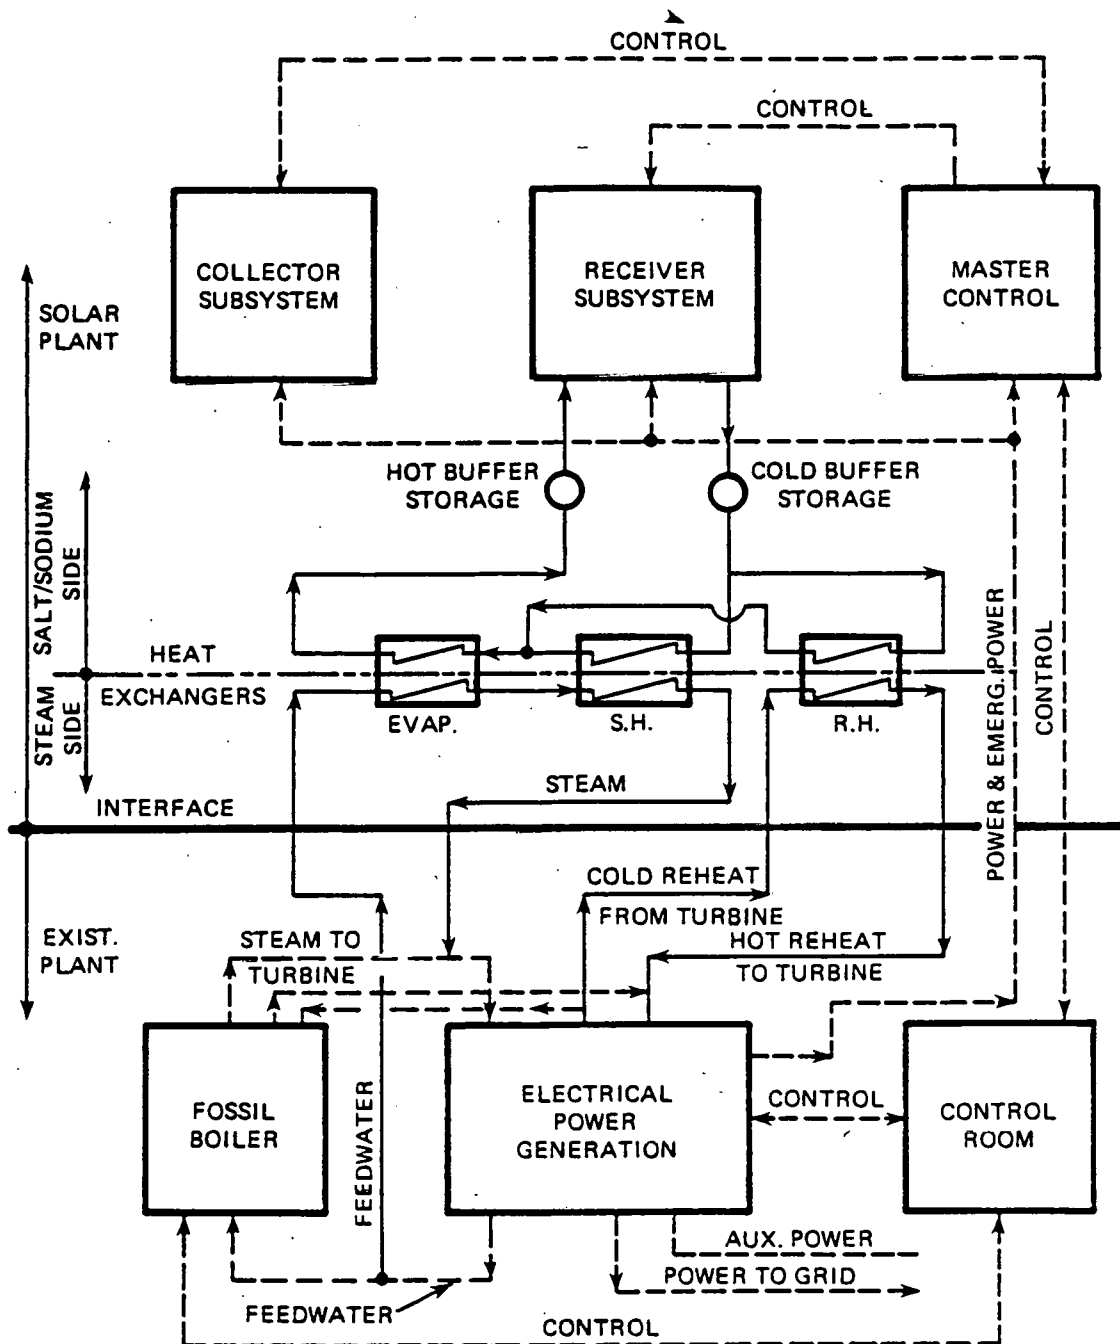 CONTROL
CONTROL
COLLECTOR
SUBSYSTEM
RECEIVER
SUBSYSTEM
MASTER
CONTROL
SOLAR
PLANT
HOT BUFFER
STORAGE
COLD BUFFER
STORAGE
SALT/SODIUM
SIDE
STEAM
SIDE
HEAT
EXCHANGERS
EVAP.
S.H.
R.H.
POWER & EMERG. POWER
CONTROL
STEAM
INTERFACE
COLD REHEAT
FROM TURBINE
EXIST.
PLANT
STEAM TO
TURBINE
HOT REHEAT
TO TURBINE
FOSSIL
BOILER
FEEDWATER
ELECTRICAL
POWER
GENERATION
CONTROL
CONTROL
ROOM
AUX. POWER
POWER TO GRID
FEEDWATER
CONTROL